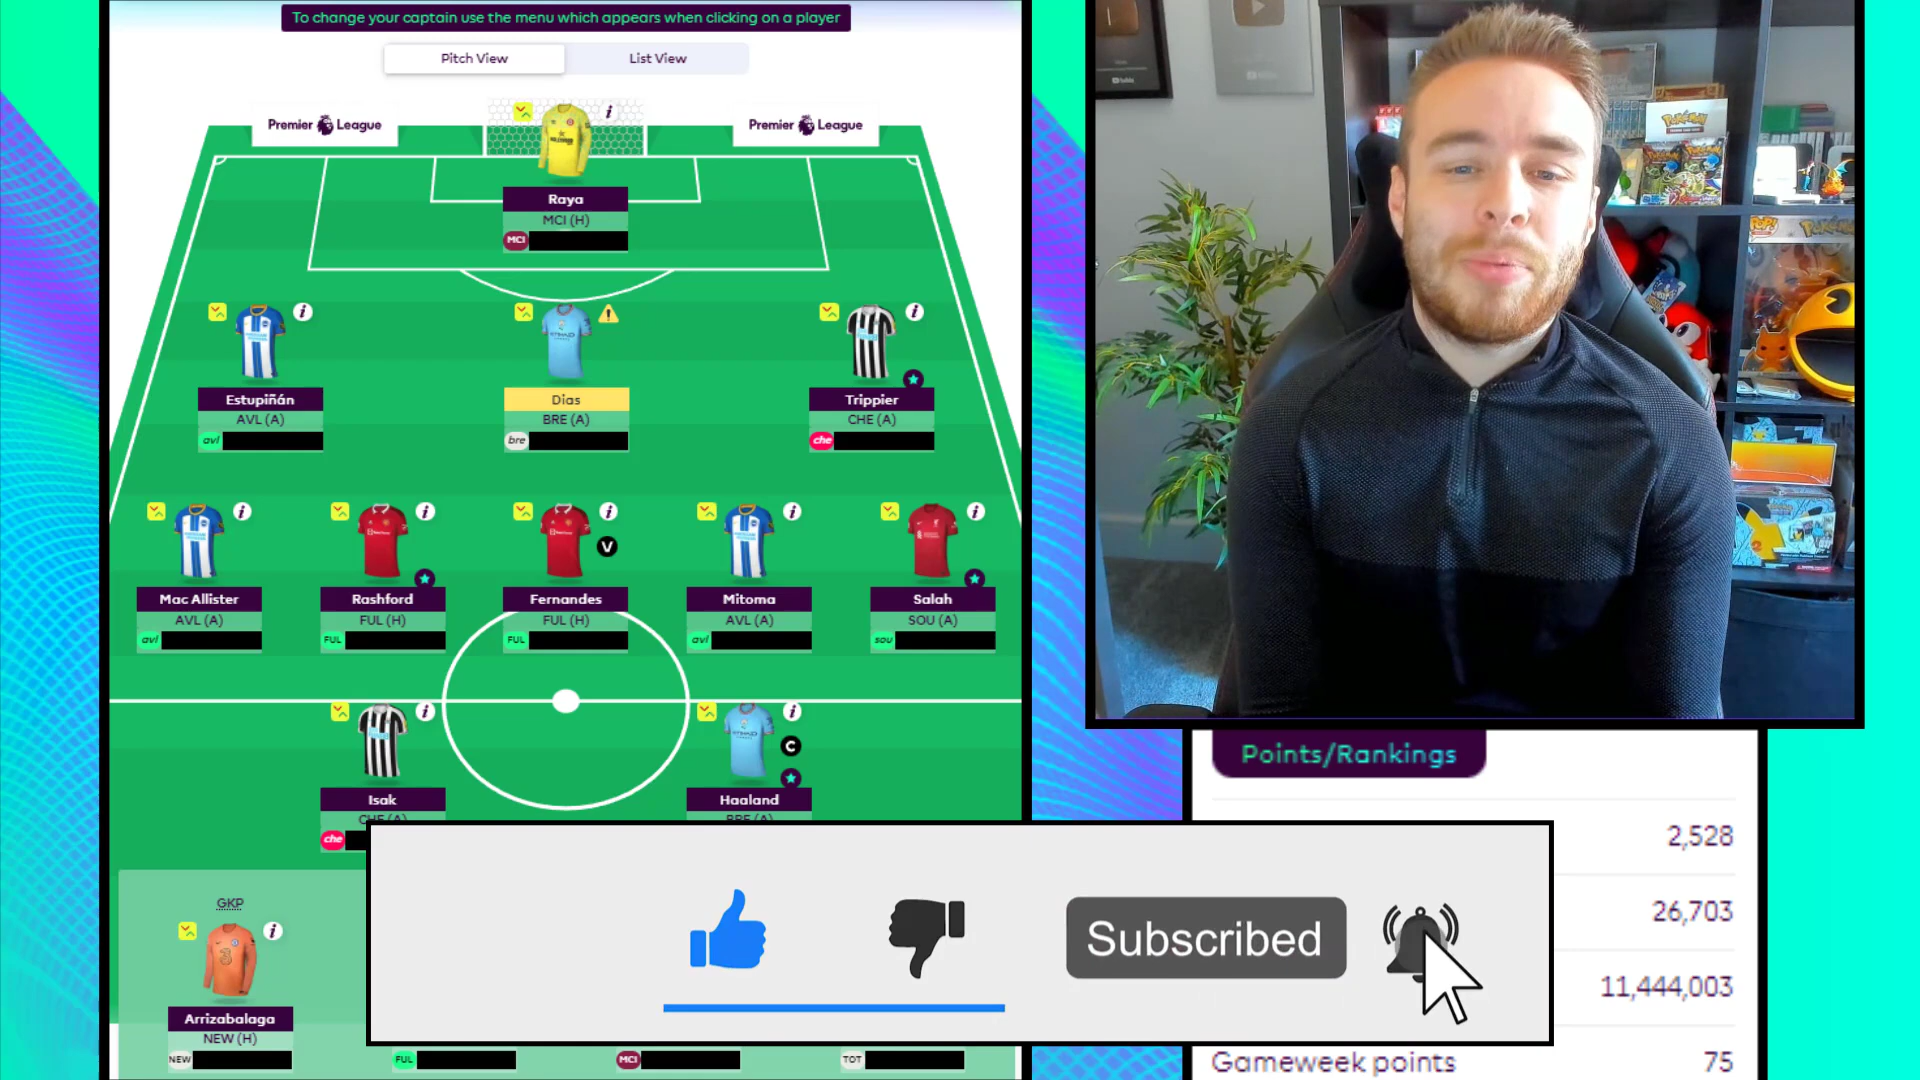 To change your captain use the menu which appears when clicking on a player
Pitch View
List View
Premier League
Premier League
Raya
MCI (H)
MCI
Estupiñán
AVL (A)
avl
Dias
BRE (A)
bre
Trippier
CHE (A)
che
Mac Allister
AVL (A)
avl
Rashford
FUL (H)
FUL
Fernandes
FUL (H)
FUL
V
Mitoma
AVL (A)
avl
Salah
SOU (A)
sou
Isak
CHE (A)
che
Haaland
BRE (A)
C
GKP
Arrizabalaga
NEW (H)
NEW
FUL
MCI
TOT
Subscribed
Points/Rankings
2,528
26,703
11,444,003
Gameweek points
75
Pokémon